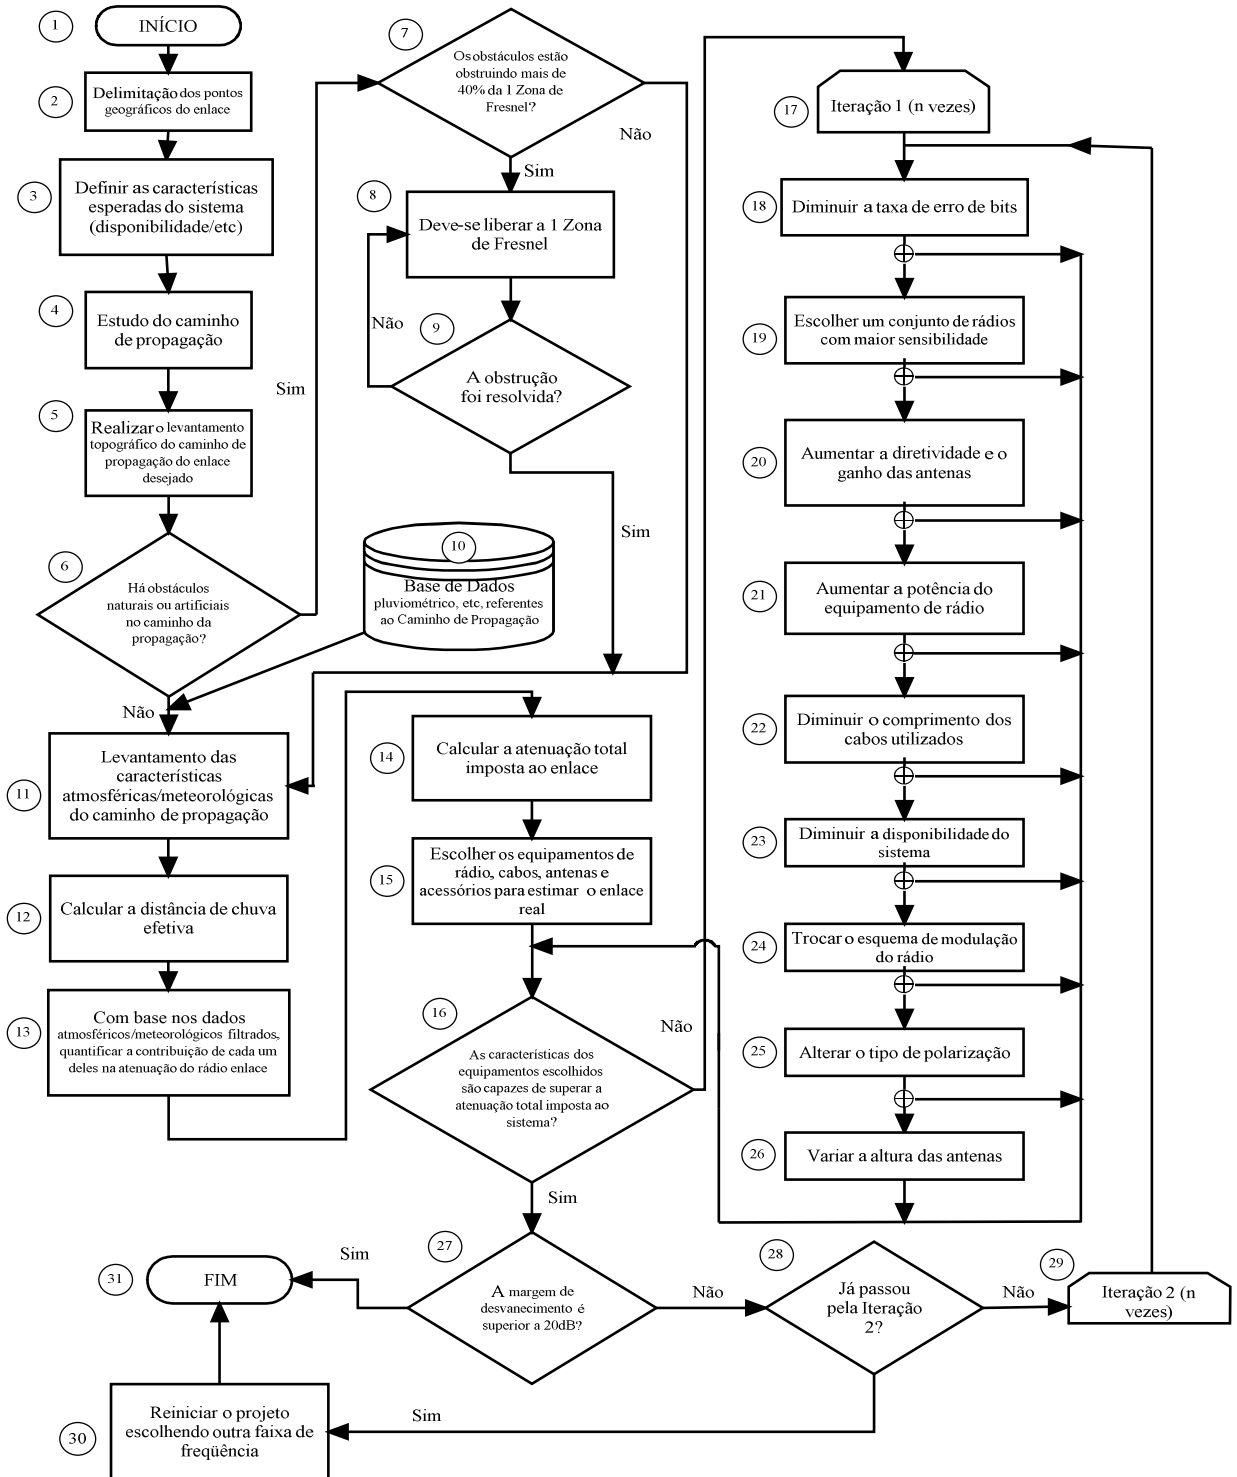 1
INÍCIO
2
Delimitação dos pontos
geográficos do enlace
3
Definir as características
esperadas do sistema
(disponibilidade/etc)
4
Estudo do caminho
de propagação
5
Realizar o levantamento
topográfico do caminho de
propagação do enlace
desejado
6
Há obstáculos
naturais ou artificiais
no caminho da
propagação?
Sim
Não
7
Os obstáculos estão
obstruindo mais de
40% da 1 Zona de
Fresnel?
Não
Sim
8
Deve-se liberar a 1 Zona
de Fresnel
Não
9
A obstrução
foi resolvida?
Sim
10
Base de Dados
pluviométrico, etc, referentes
ao Caminho de Propagação
11
Levantamento das
características
atmosféricas/meteorológicas
do caminho de propagação
12
Calcular a distância de chuva
efetiva
13
Com base nos dados
atmosféricos/meteorológicos filtrados,
quantificar a contribuição de cada um
deles na atenuação do rádio enlace
14
Calcular a atenuação total
imposta ao enlace
15
Escolher os equipamentos de
rádio, cabos, antenas e
acessórios para estimar o enlace
real
16
Não
As características dos
equipamentos escolhidos
são capazes de superar a
atenuação total imposta ao
sistema?
Sim
17
Iteração 1 (n vezes)
18
Diminuir a taxa de erro de bits
19
Escolher um conjunto de rádios
com maior sensibilidade
20
Aumentar a diretividade e o
ganho das antenas
21
Aumentar a potência do
equipamento de rádio
22
Diminuir o comprimento dos
cabos utilizados
23
Diminuir a disponibilidade do
sistema
24
Trocar o esquema de modulação
do rádio
25
Alterar o tipo de polarização
26
Variar a altura das antenas
27
A margem de
desvanecimento é
superior a 20dB?
Sim
Não
28
Já passou
pela Iteração
2?
Não
Sim
29
Iteração 2 (n
vezes)
30
Reiniciar o projeto
escolhendo outra faixa de
freqüência
31
FIM